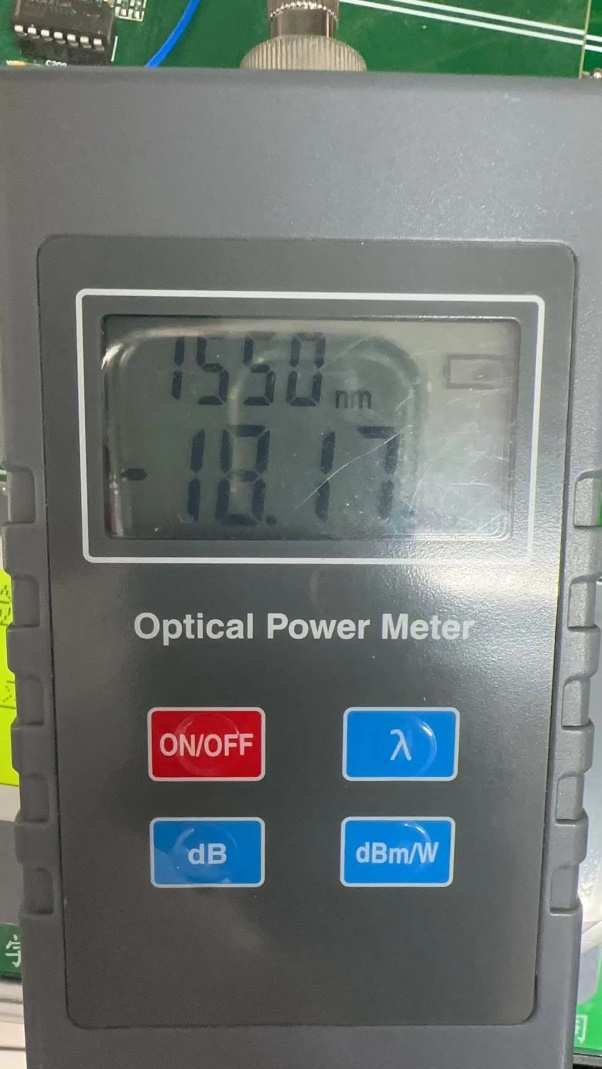 1550 nm
-18.17
Optical Power Meter
ON/OFF
λ
dB
dBm/W